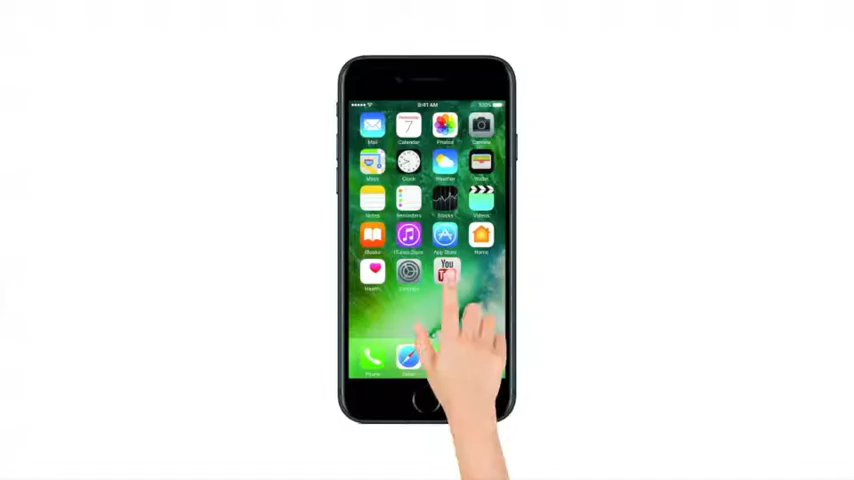 9:41 AM 100%
Mail Calendar Photos Camera
Wednesday
7
Maps Clock Weather Wallet
Notes Reminders Stocks Videos
iBooks iTunes Store App Store Home
Health Settings
You
Phone Safari